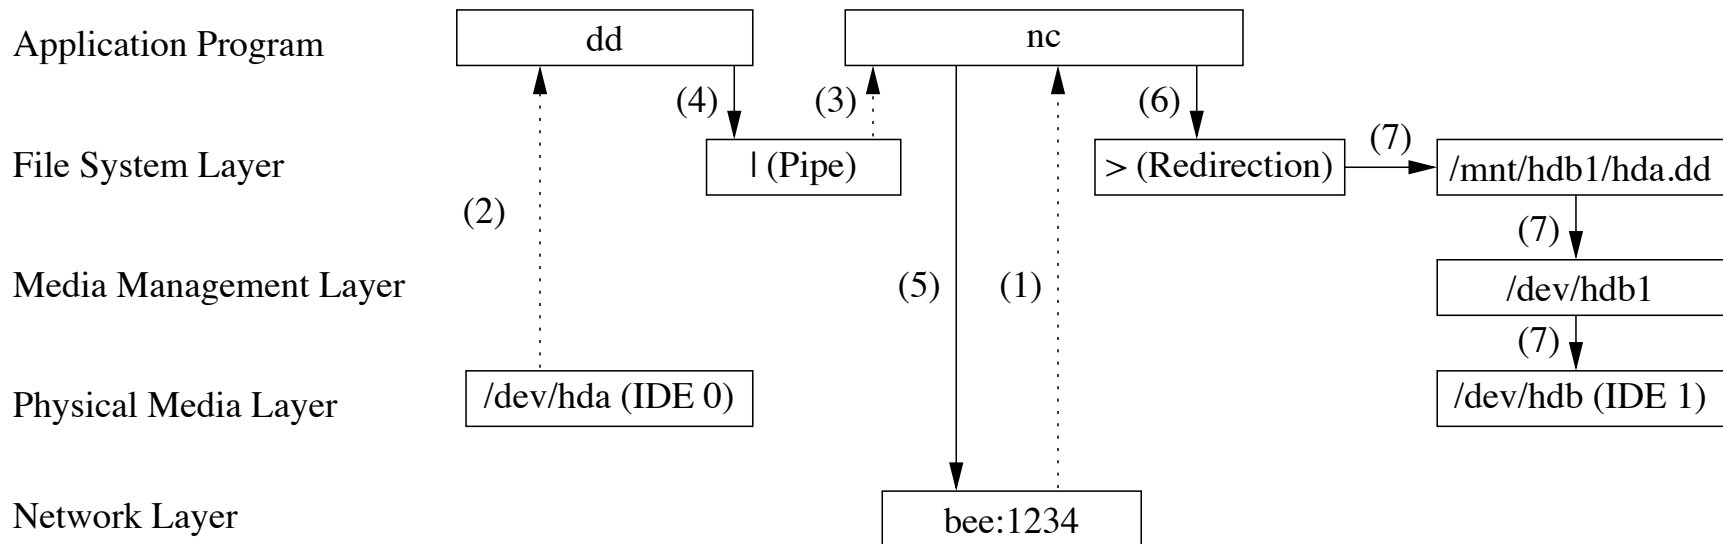 Application Program
dd
nc
(4)
(3)
(6)
File System Layer
| (Pipe)
> (Redirection)
(7)
/mnt/hdb1/hda.dd
(2)
(7)
Media Management Layer
(5)
(1)
/dev/hdb1
(7)
Physical Media Layer
/dev/hda (IDE 0)
/dev/hdb (IDE 1)
Network Layer
bee:1234